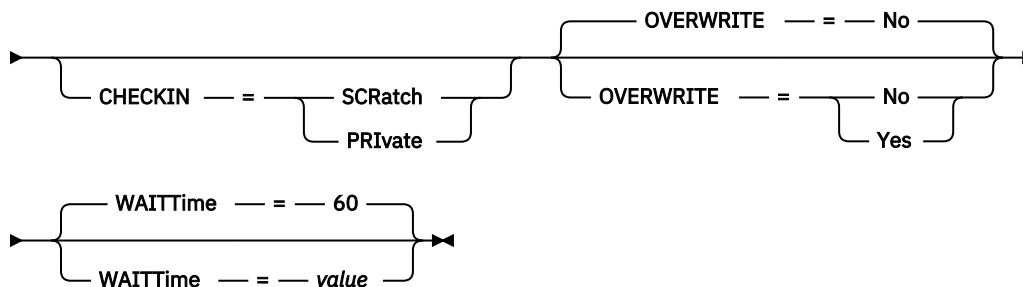 OVERWRITE = No
CHECKIN = SCRatch OVERWRITE = No
PRIvate Yes
WAITTime = 60
WAITTime = value